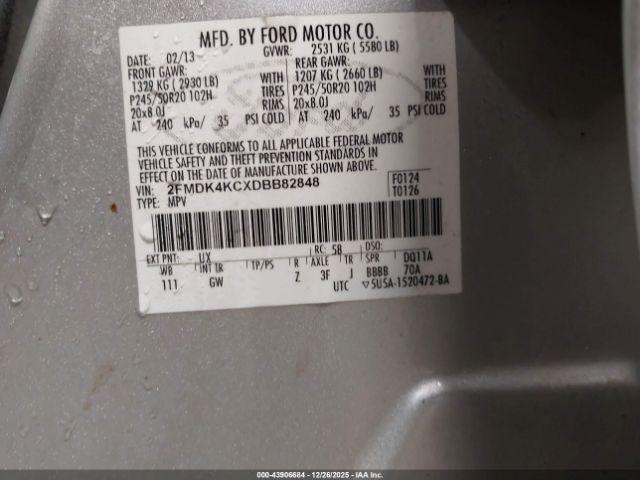 MFD. BY FORD MOTOR CO.
DATE: 02/13 GVWR: 2531 KG ( 5580 LB)
FRONT GAWR: REAR GAWR:
1329 KG ( 2930 LB) WITH 1207 KG ( 2660 LB) WITH
P245/50R20 102H TIRES P245/50R20 102H TIRES
20x8.0J RIMS 20x8.0J RIMS
AT 240 kPa/ 35 PSI COLD AT 240 kPa/ 35 PSI COLD
THIS VEHICLE CONFORMS TO ALL APPLICABLE FEDERAL MOTOR
VEHICLE SAFETY AND THEFT PREVENTION STANDARDS IN
EFFECT ON THE DATE OF MANUFACTURE SHOWN ABOVE.
VIN: 2FMDK4KCXDBB82848 F0124
TYPE: MPV T0126
EXT PNT: UX RC: 58 DSO:
WB INT TR TP/PS R AXLE TR SPR DQ11A
111 GW Z 3F J BBBB 70A
UTC ▽5U5A-1520472-BA
000-43906684 - 12/26/2025 - IAAI.COM